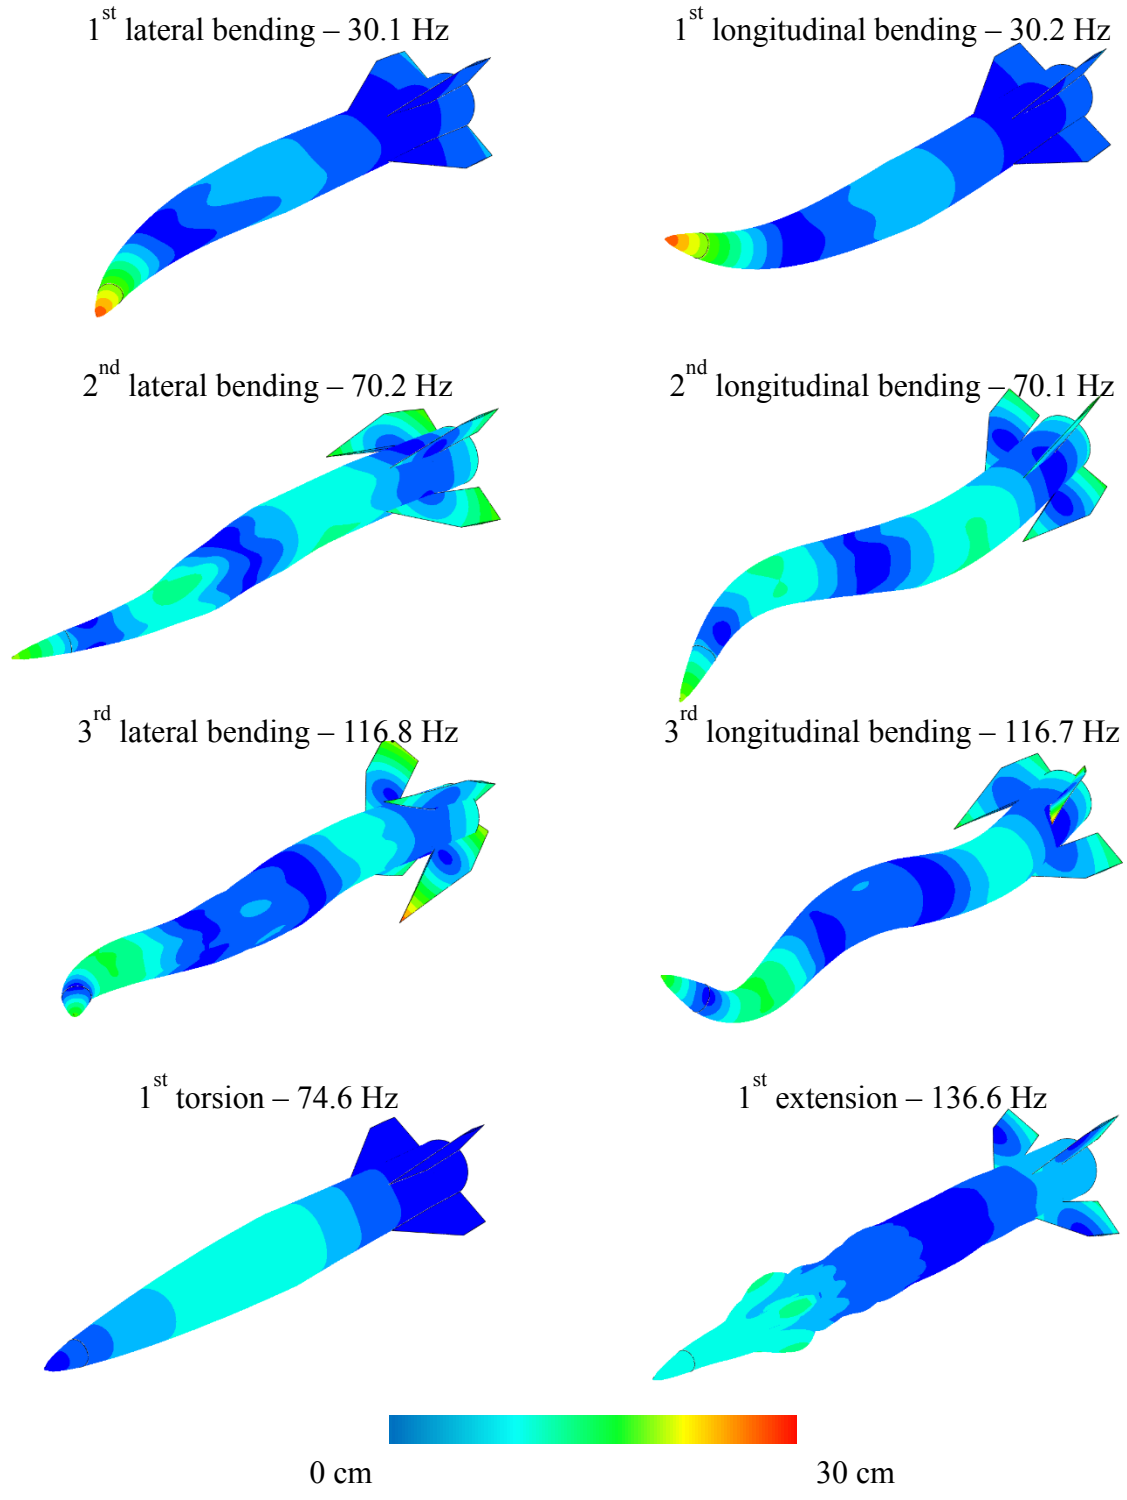 1st lateral bending – 30.1 Hz
1st longitudinal bending – 30.2 Hz
2nd lateral bending – 70.2 Hz
2nd longitudinal bending – 70.1 Hz
3rd lateral bending – 116.8 Hz
3rd longitudinal bending – 116.7 Hz
1st torsion – 74.6 Hz
1st extension – 136.6 Hz
0 cm
30 cm